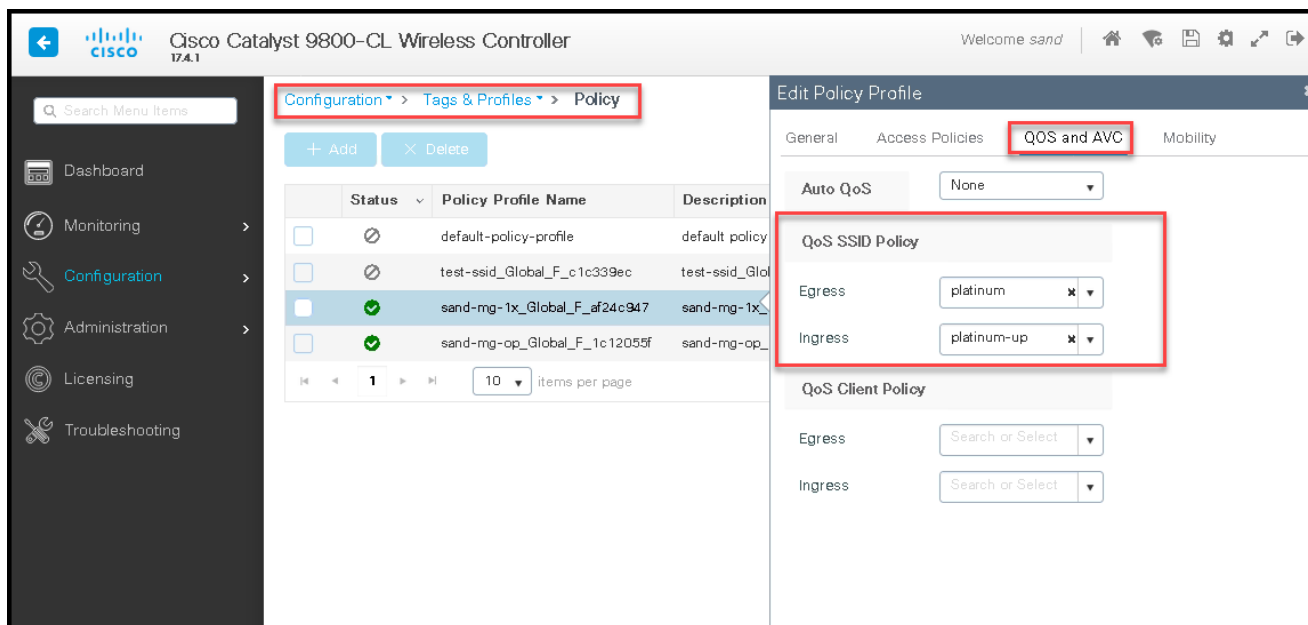 CISCO
Cisco Catalyst 9800-CL Wireless Controller
17.4.1
Welcome sand
Search Menu Items
Dashboard
Monitoring
Configuration
Administration
Licensing
Troubleshooting
Configuration > Tags & Profiles > Policy
+ Add
× Delete
Status Policy Profile Name Description
default-policy-profile default policy
test-ssid_Global_F_c1c339ec test-ssid_Glo
sand-mg-1x_Global_F_af24c947 sand-mg-1x_
sand-mg-op_Global_F_1c12055f sand-mg-op_
1 10 items per page
Edit Policy Profile
General Access Policies QOS and AVC Mobility
Auto QoS None
QoS SSID Policy
Egress platinum
Ingress platinum-up
QoS Client Policy
Egress Search or Select
Ingress Search or Select